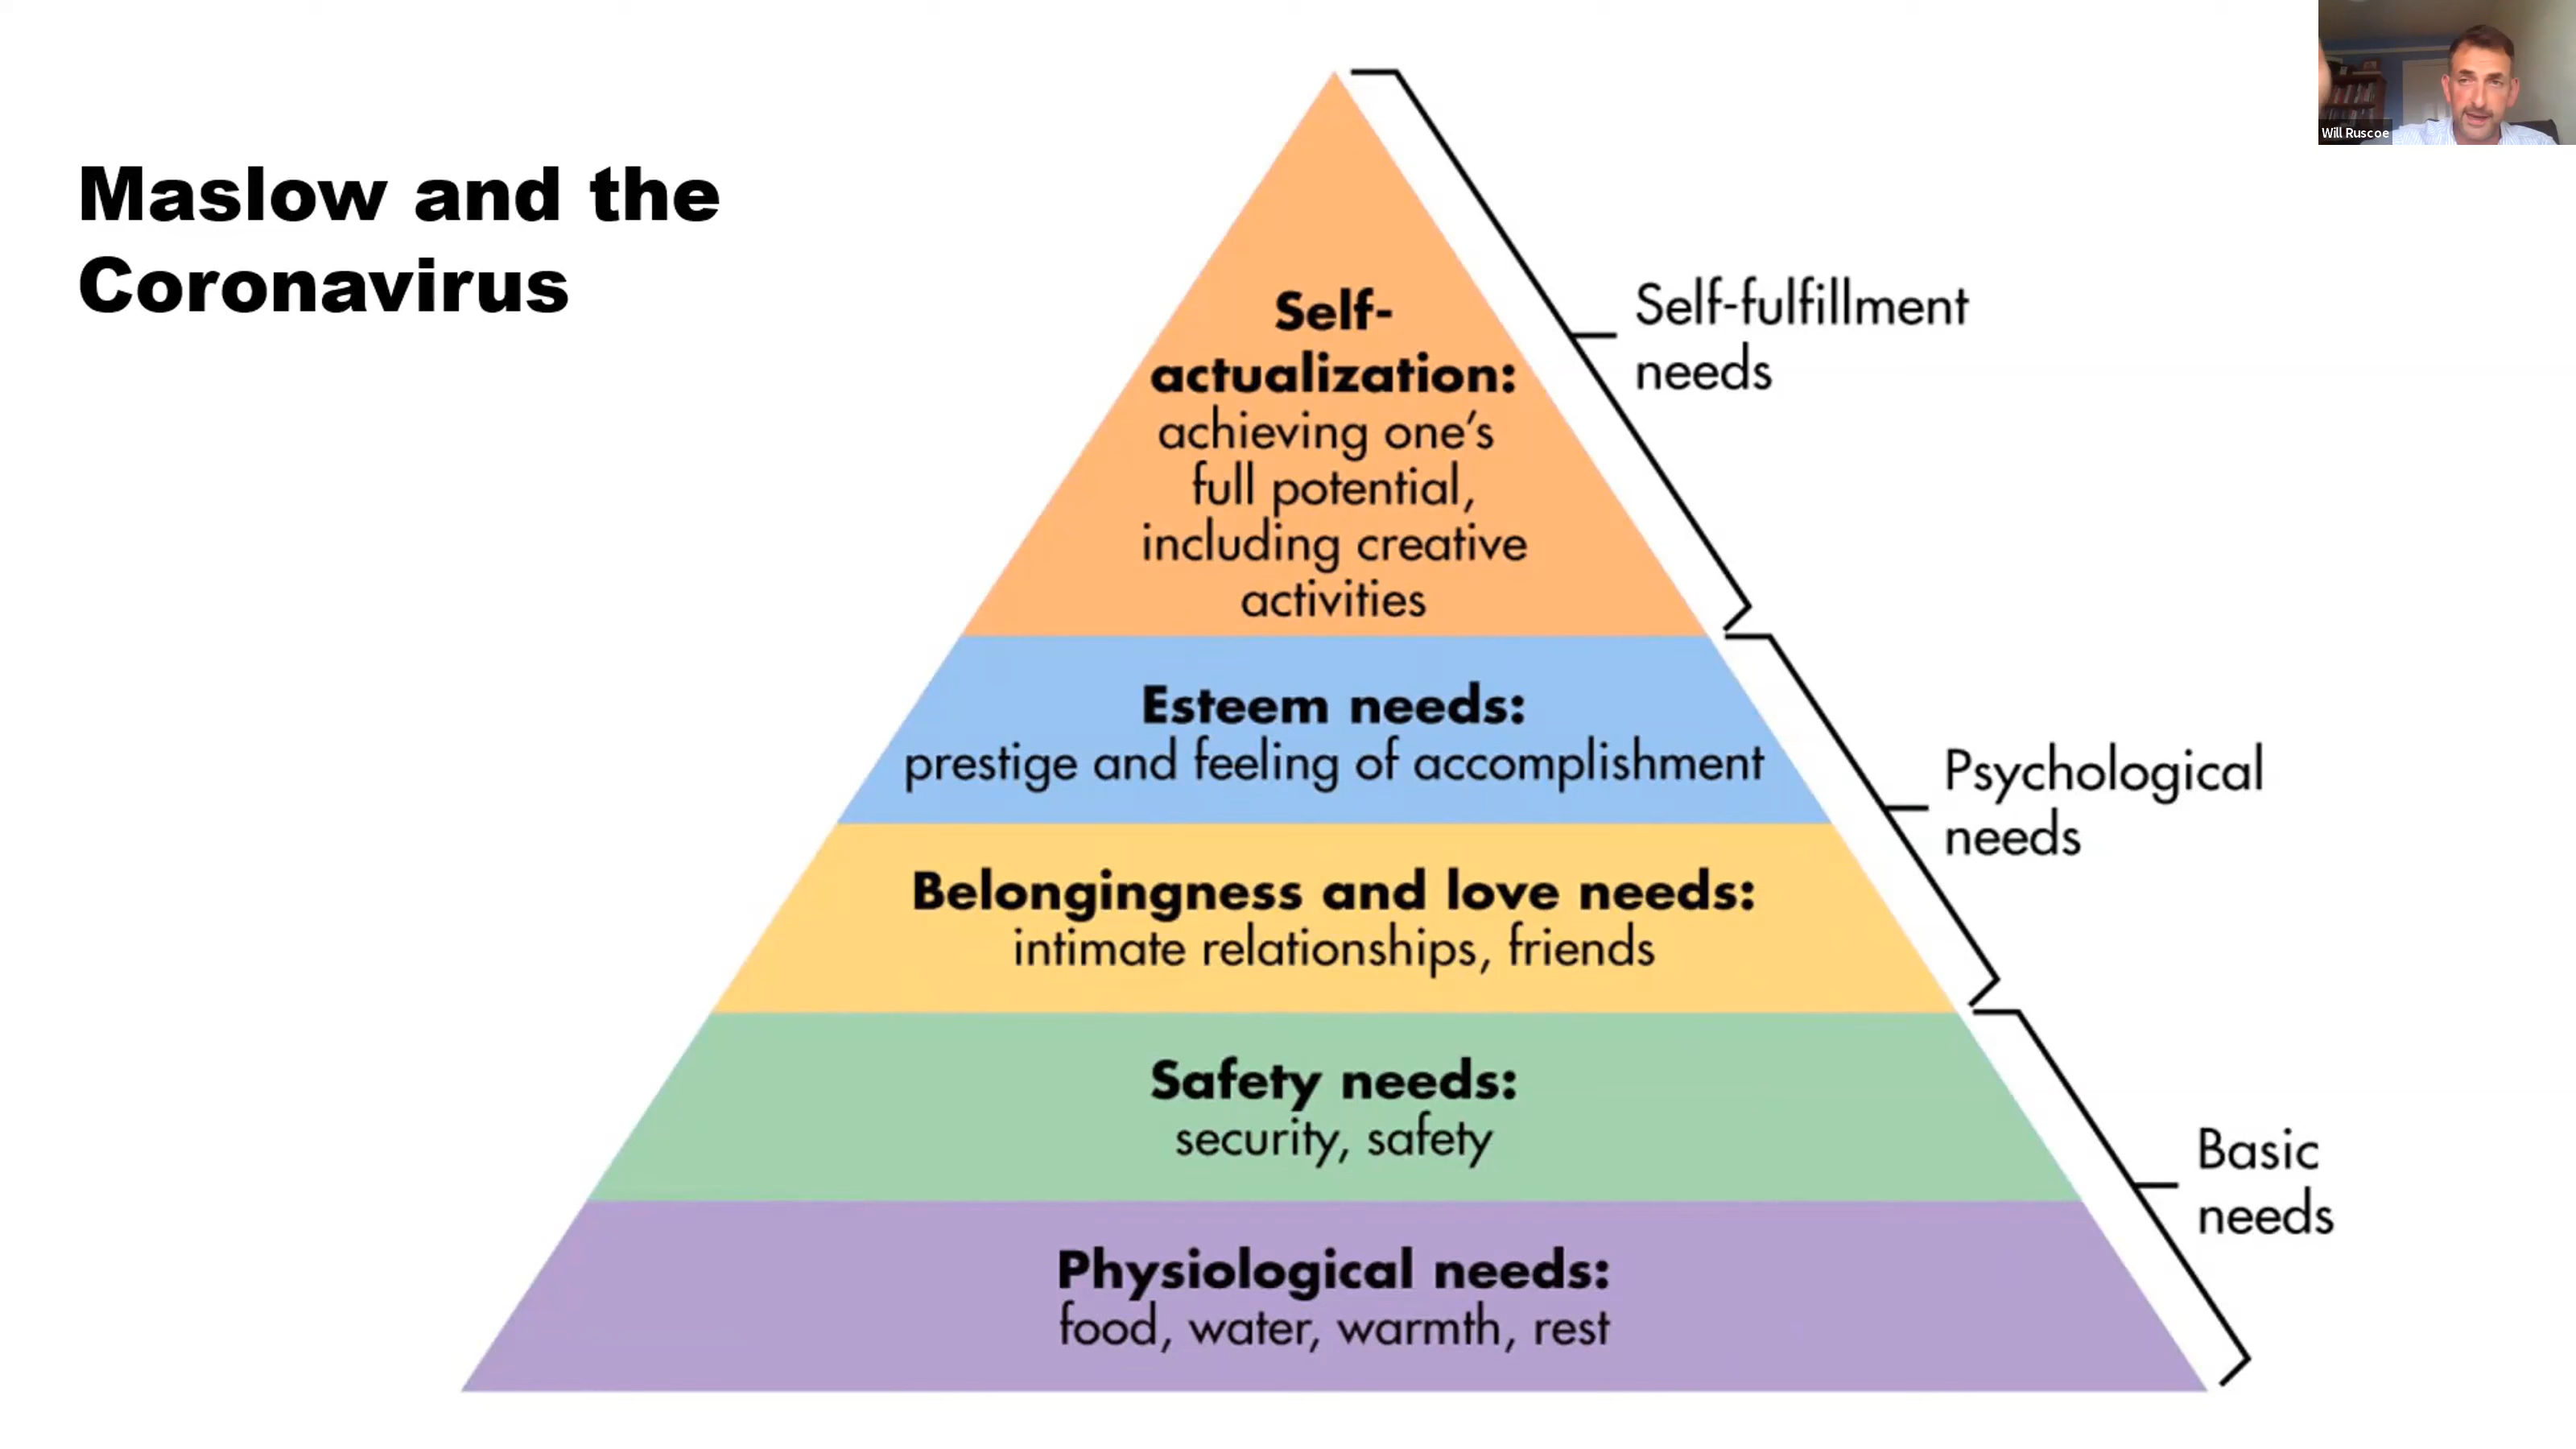 Maslow and the
Coronavirus
Will Ruscoe
Self-
actualization:
achieving one's
full potential,
including creative
activities
Self-fulfillment
needs
Esteem needs:
prestige and feeling of accomplishment
Psychological
needs
Belongingness and love needs:
intimate relationships, friends
Safety needs:
security, safety
Basic
needs
Physiological needs:
food, water, warmth, rest